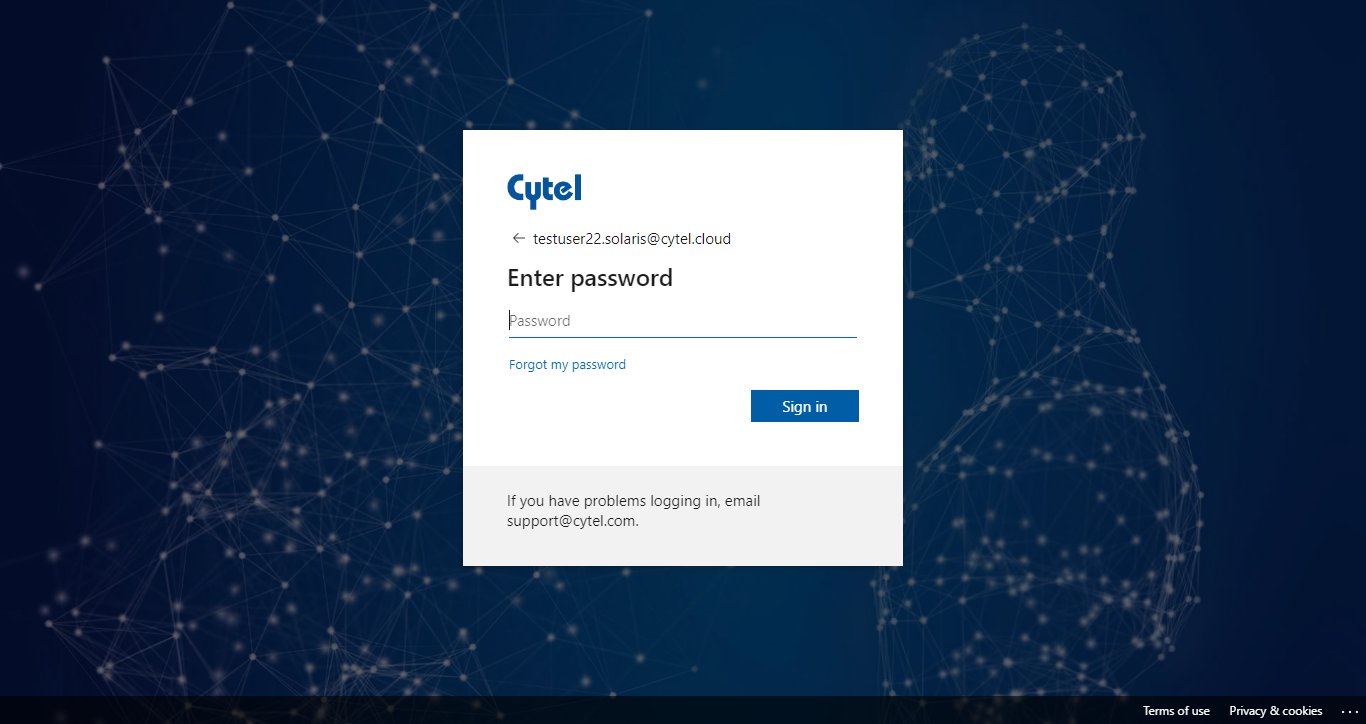 Cytel
testuser22.solaris@cytel.cloud
Enter password
Password
Forgot my password
Sign in
If you have problems logging in, email
support@cytel.com.
Terms of use Privacy & cookies ...